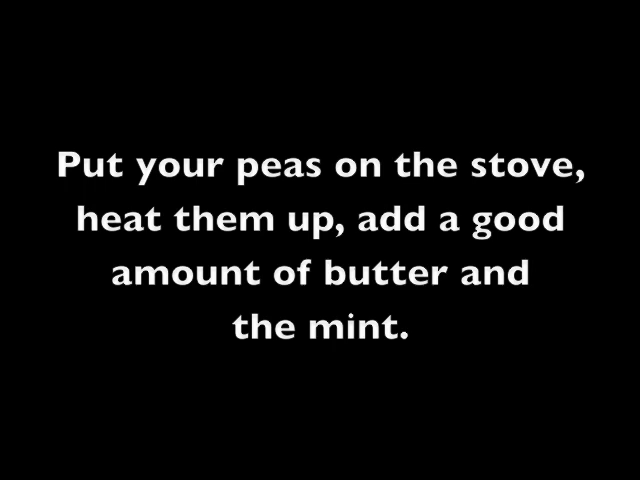 Put your peas on the stove,
heat them up, add a good
amount of butter and
the mint.